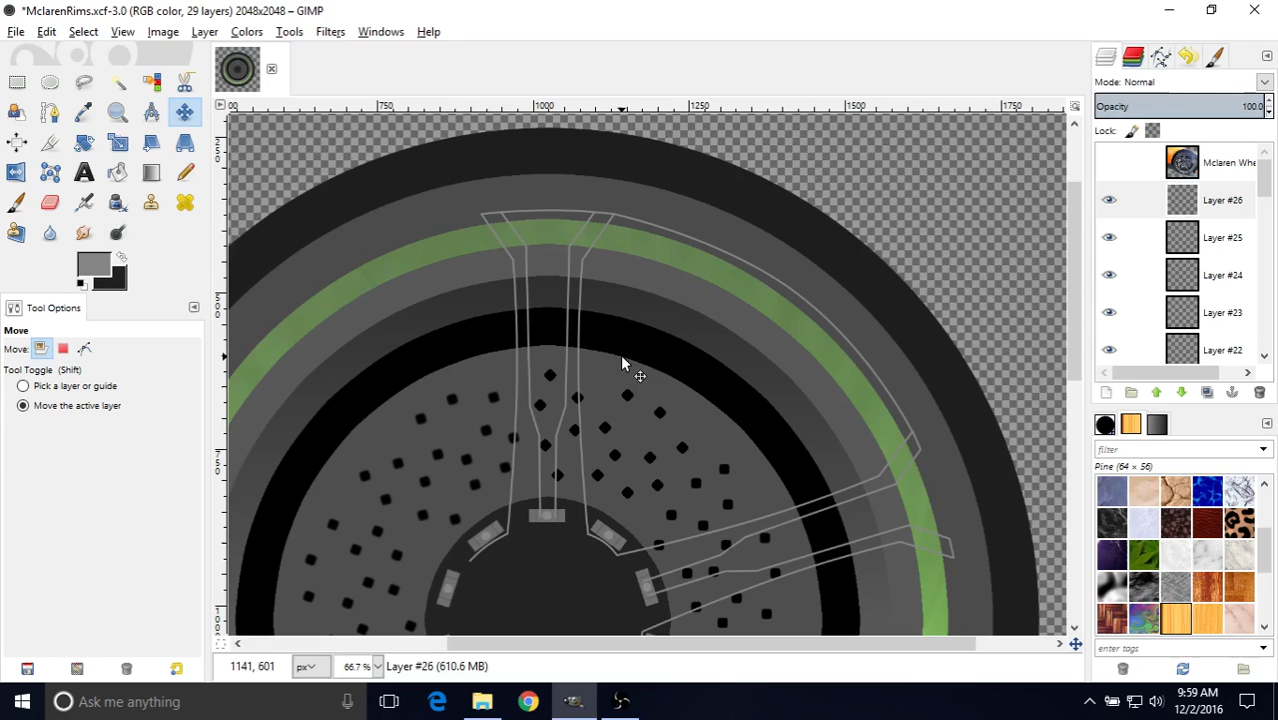 *MclarenRims.xcf-3.0 (RGB color, 29 layers) 2048x2048 – GIMP
File Edit Select View Image Layer Colors Tools Filters Windows Help
Mode: Normal
Opacity 100.0
Lock:
750 1000 1250 1500 1750
Mclaren Whe
Layer #26
Layer #25
Layer #24
Layer #23
Layer #22
Tool Options
Move
Move:
Tool Toggle (Shift)
Pick a layer or guide
Move the active layer
filter
Pine (64 × 56)
enter tags
1141, 601 px 66.7 % Layer #26 (610.6 MB)
Ask me anything
9:59 AM
12/2/2016